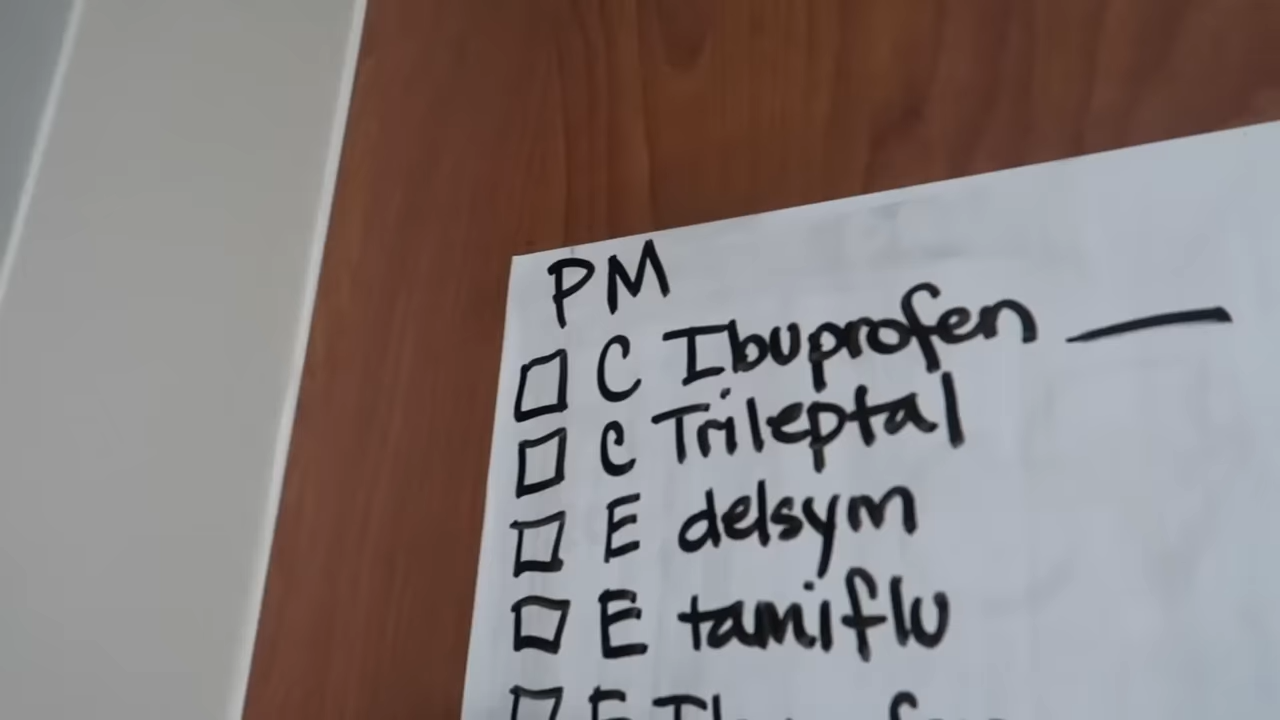 PM
C Ibuprofen —
C Trileptal
E delsym
E tamiflu
E